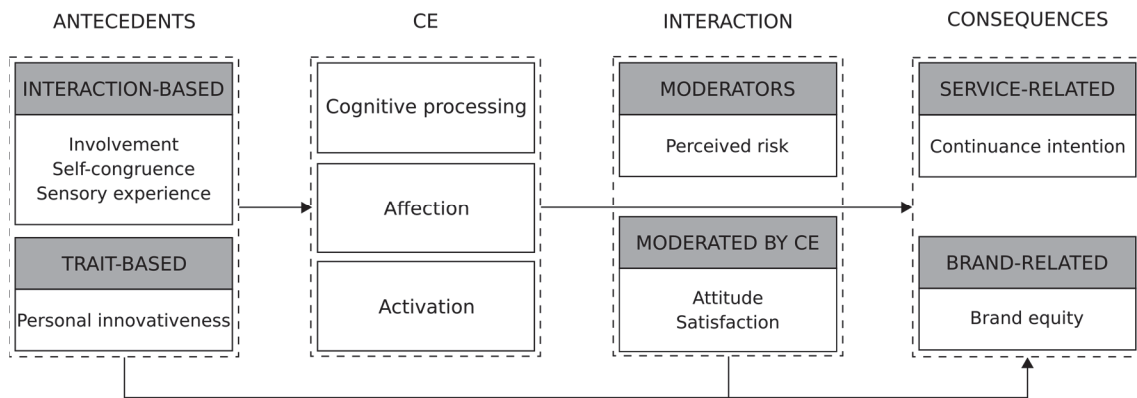 ANTECEDENTS
CE
INTERACTION
CONSEQUENCES
INTERACTION-BASED
Involvement
Self-congruence
Sensory experience
TRAIT-BASED
Personal innovativeness
Cognitive processing
Affection
Activation
MODERATORS
Perceived risk
MODERATED BY CE
Attitude
Satisfaction
SERVICE-RELATED
Continuance intention
BRAND-RELATED
Brand equity